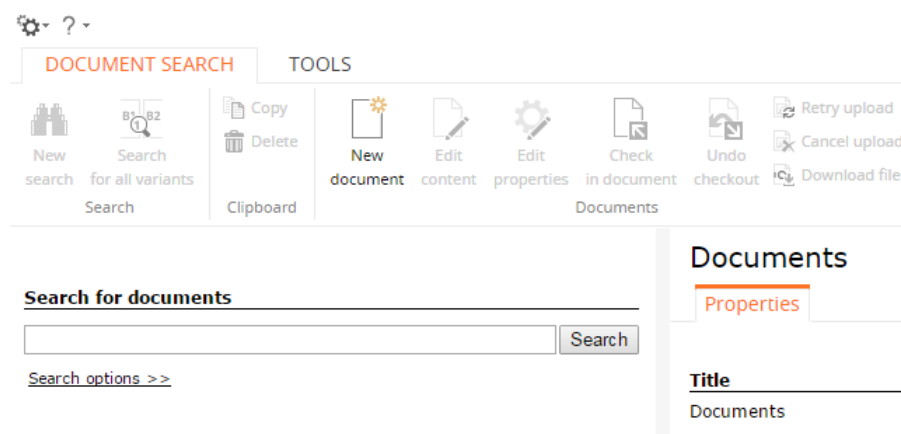 ?
DOCUMENT SEARCH TOOLS
B1 B2
1
Copy
Delete
New
search
Search
for all variants
New
document
Edit
content
Edit
properties
Check
in document
Undo
checkout
Retry upload
Cancel upload
Download file
Search
Clipboard
Documents
Documents
Properties
Search for documents
Search
Search options >>
Title
Documents